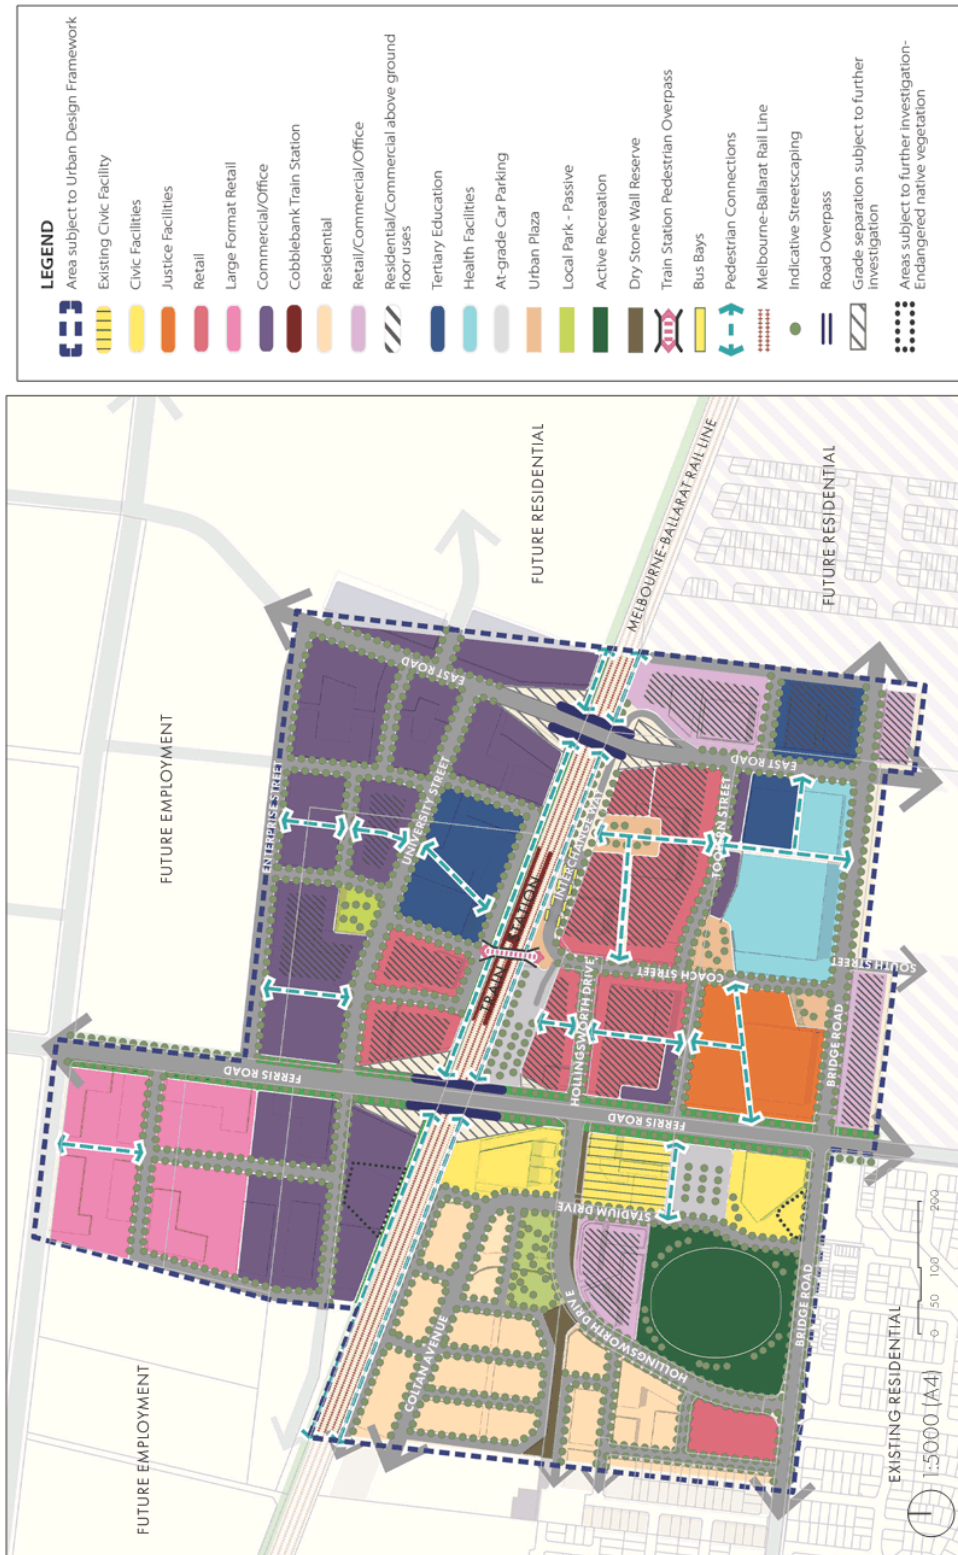 LEGEND
Area subject to Urban Design Framework
Existing Civic Facility
Civic Facilities
Justice Facilities
Retail
Large Format Retail
Commercial/Office
Cobblebank Train Station
Residential
Retail/Commercial/Office
Residential/Commercial above ground
floor uses
Tertiary Education
Health Facilities
At-grade Car Parking
Urban Plaza
Local Park - Passive
Active Recreation
Dry Stone Wall Reserve
Train Station Pedestrian Overpass
Bus Bays
Pedestrian Connections
Melbourne-Ballarat Rail Line
Indicative Streetscaping
Road Overpass
Grade separation subject to further
investigation
Areas subject to further investigation-
Endangered native vegetation
FUTURE EMPLOYMENT
FUTURE EMPLOYMENT
FUTURE RESIDENTIAL
FUTURE RESIDENTIAL
EXISTING RESIDENTIAL
MELBOURNE-BALLARAT RAIL LINE
ENTERPRISE STREET
UNIVERSITY STREET
EAST ROAD
EAST ROAD
FERRIS ROAD
FERRIS ROAD
TRAIN STATION
INTERCHANGE WAY
HOLLINGSWORTH DRIVE
HOLLINGSWORTH DRIVE
COACH STREET
TOOLERN STREET
SOUTH STREET
BRIDGE ROAD
BRIDGE ROAD
STADIUM DRIVE
COLTAN AVENUE
0 50 100 200
1:5000 (A4)